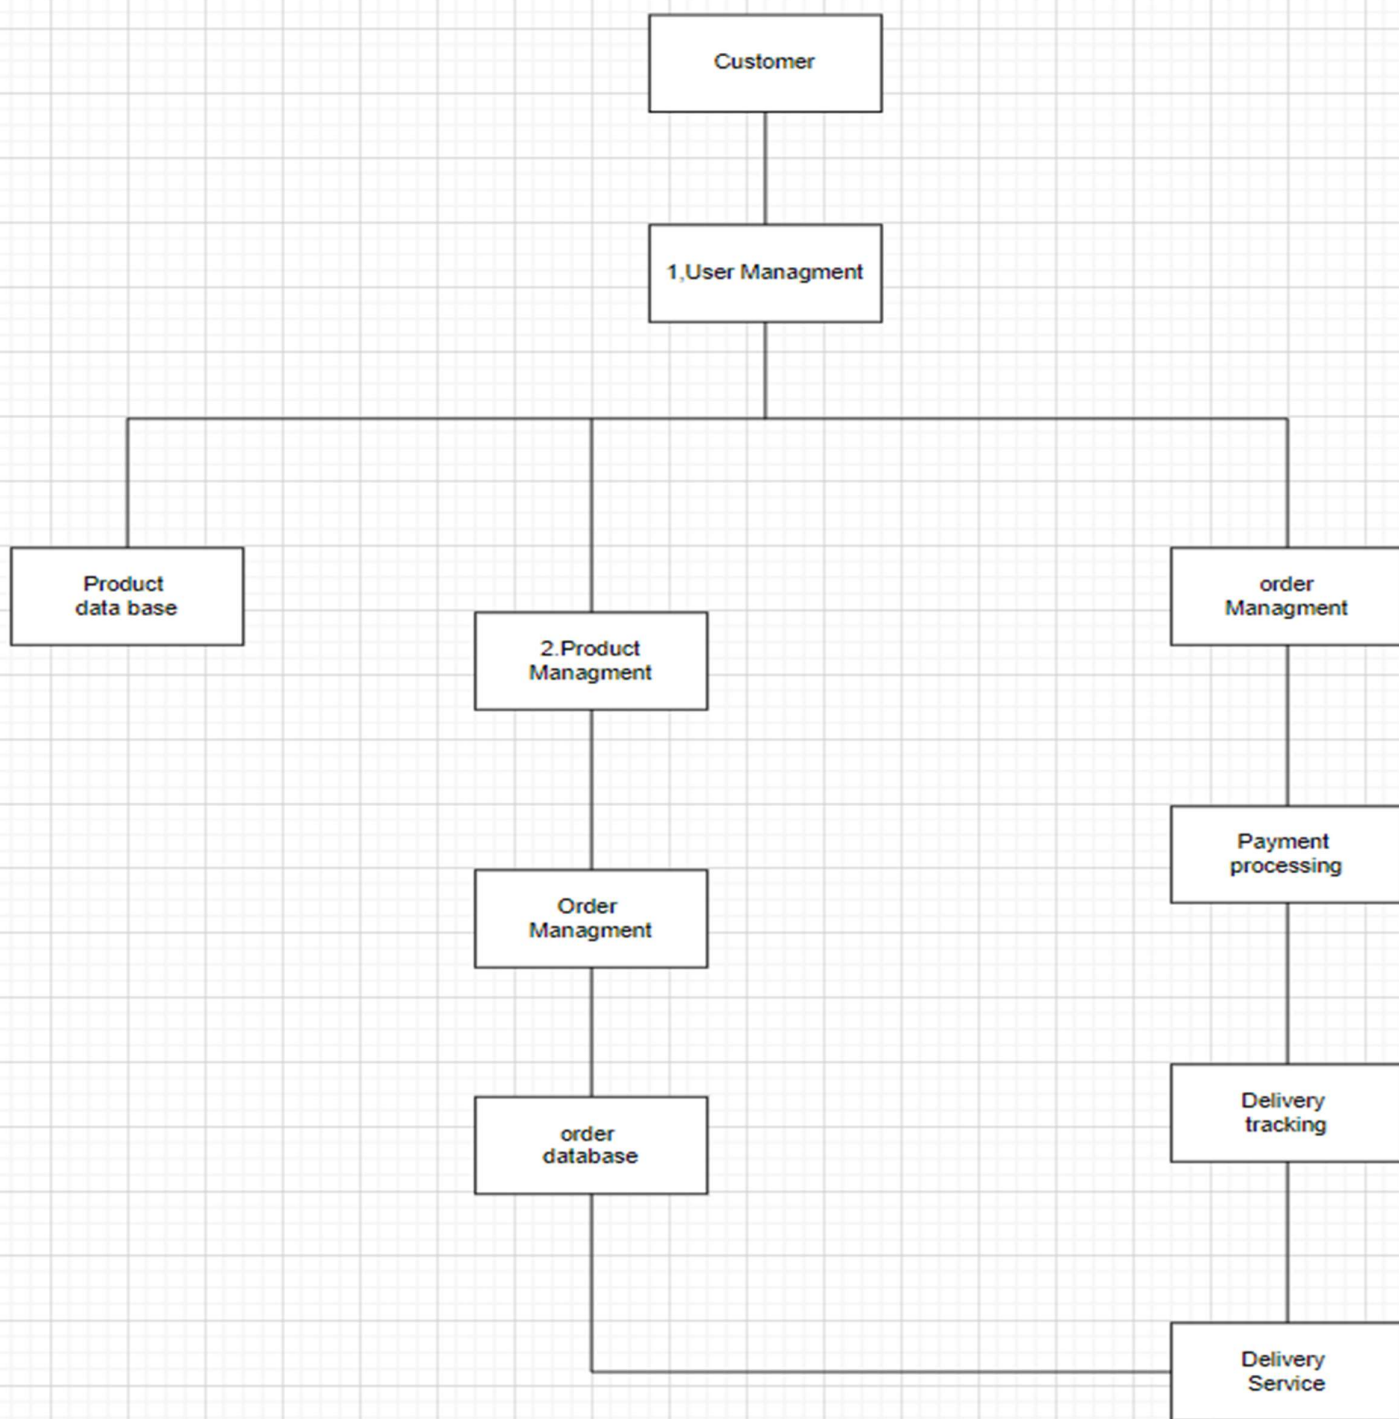 Customer
1,User Managment
Product
data base
order
Managment
2.Product
Managment
Payment
processing
Order
Managment
Delivery
tracking
order
database
Delivery
Service